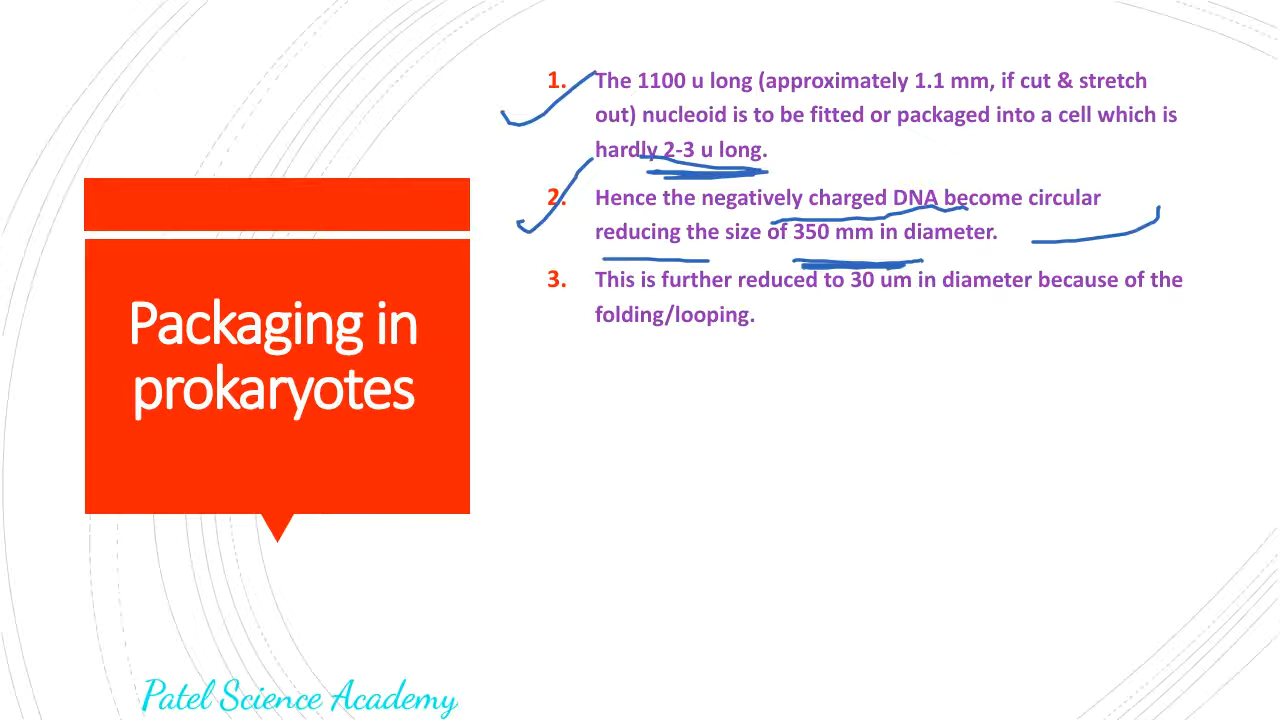 1. The 1100 u long (approximately 1.1 mm, if cut & stretch
out) nucleoid is to be fitted or packaged into a cell which is
hardly 2-3 u long.
2. Hence the negatively charged DNA become circular
reducing the size of 350 mm in diameter.
3. This is further reduced to 30 um in diameter because of the
folding/looping.
Packaging in
prokaryotes
Patel Science Academy